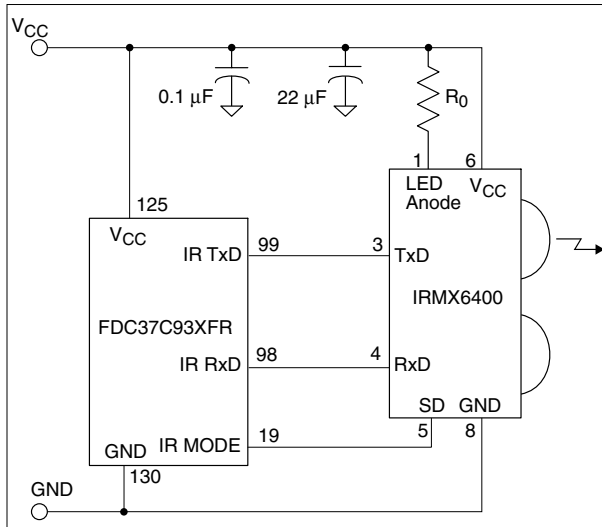 VCC
0.1 µF
22 µF
R0
1
6
LED
Anode
VCC
125
VCC
IR TxD
99
3
TxD
IRMX6400
FDC37C93XFR
IR RxD
98
4
RxD
SD
GND
IR MODE
19
5
8
GND
130
GND